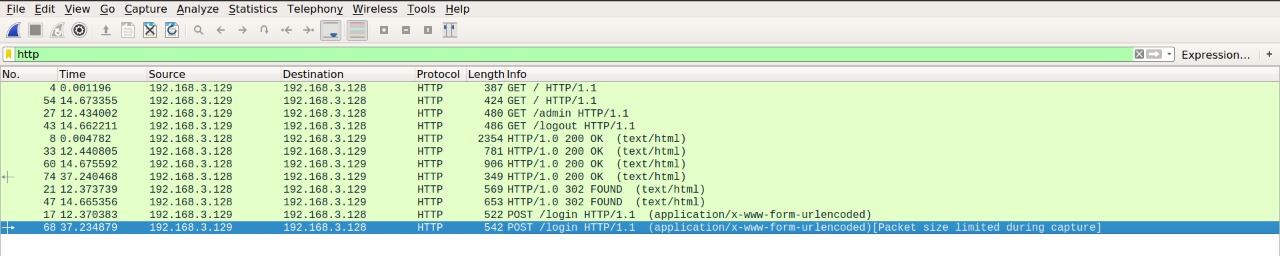 File Edit View Go Capture Analyze Statistics Telephony Wireless Tools Help
http Expression... +
No. Time Source Destination Protocol Length Info
4 0.001196 192.168.3.129 192.168.3.128 HTTP 387 GET / HTTP/1.1
54 14.673355 192.168.3.129 192.168.3.128 HTTP 424 GET / HTTP/1.1
27 12.434002 192.168.3.129 192.168.3.128 HTTP 480 GET /admin HTTP/1.1
43 14.662211 192.168.3.129 192.168.3.128 HTTP 486 GET /logout HTTP/1.1
8 0.004782 192.168.3.128 192.168.3.129 HTTP 2354 HTTP/1.0 200 OK (text/html)
33 12.440805 192.168.3.128 192.168.3.129 HTTP 781 HTTP/1.0 200 OK (text/html)
60 14.675592 192.168.3.128 192.168.3.129 HTTP 906 HTTP/1.0 200 OK (text/html)
74 37.240468 192.168.3.128 192.168.3.129 HTTP 349 HTTP/1.0 200 OK (text/html)
21 12.373739 192.168.3.128 192.168.3.129 HTTP 569 HTTP/1.0 302 FOUND (text/html)
47 14.665356 192.168.3.128 192.168.3.129 HTTP 653 HTTP/1.0 302 FOUND (text/html)
17 12.370383 192.168.3.129 192.168.3.128 HTTP 522 POST /login HTTP/1.1 (application/x-www-form-urlencoded)
68 37.234879 192.168.3.129 192.168.3.128 HTTP 542 POST /login HTTP/1.1 (application/x-www-form-urlencoded)[Packet size limited during capture]